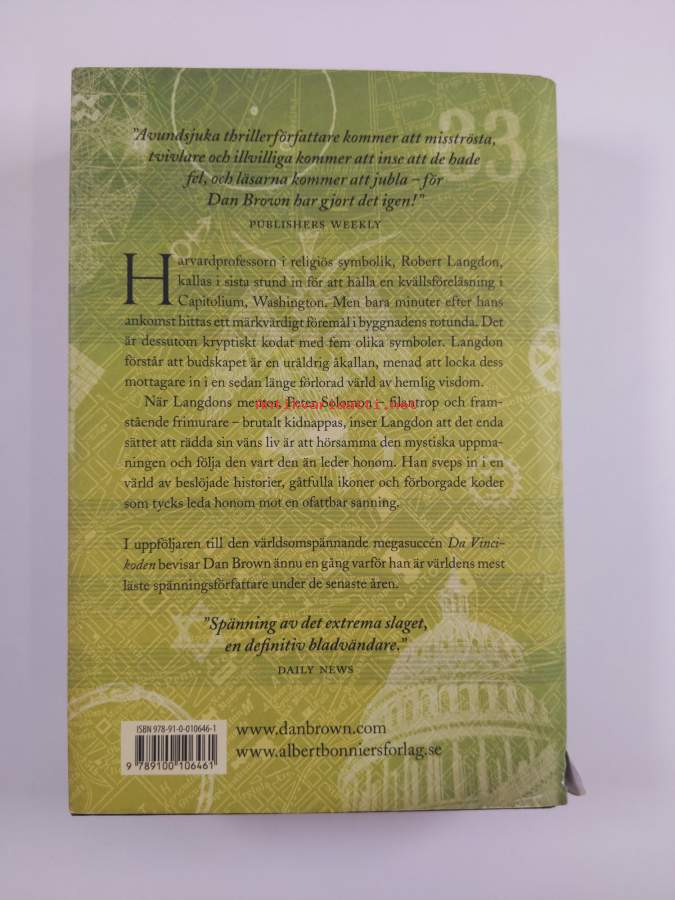 33
"Avundsjuka thrillerförfattare kommer att misströsta,
tvivlare och illvilliga kommer att inse att de hade
fel, och läsarna kommer att jubla – för
Dan Brown har gjort det igen!"
PUBLISHERS WEEKLY
Harvardprofessorn i religiös symbolik, Robert Langdon,
kallas i sista stund in för att hålla en kvällsföreläsning i
Capitolium, Washington. Men bara minuter efter hans
ankomst hittas ett märkvärdigt föremål i byggnadens rotunda. Det
är dessutom kryptiskt kodat med fem olika symboler. Langdon
förstår att budskapet är en uråldrig åkallan, menad att locka dess
mottagare in i en sedan länge förlorad värld av hemlig visdom.
När Langdons mentor, Peter Solomon – filantrop och fram-
stående frimurare – brutalt kidnappas, inser Langdon att det enda
sättet att rädda sin väns liv är att hörsamma den mystiska uppma-
ningen och följa den vart den än leder honom. Han sveps in i en
värld av beslöjade historier, gåtfulla ikoner och förborgade koder
som tycks leda honom mot en ofattbar sanning.
I uppföljaren till den världsomspännande megasuccén Da Vinci-
koden bevisar Dan Brown ännu en gång varför han är världens mest
läste spänningsförfattare under de senaste åren.
"Spänning av det extrema slaget,
en definitiv bladvändare."
DAILY NEWS
ISBN 978-91-0-010646-1
9 789100 106461
www.danbrown.com
www.albertbonniersforlag.se